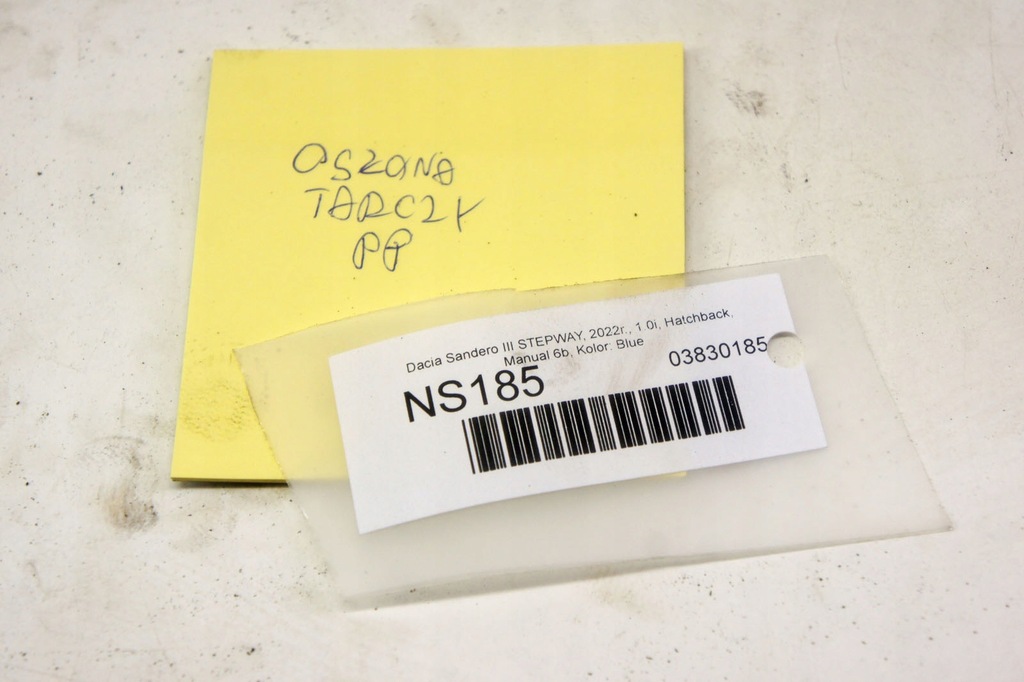 OSŁONA
TARCZY
PP
Dacia Sandero III STEPWAY, 2022r., 1.0i, Hatchback,
Manual 6b, Kolor: Blue
NS185
03830185